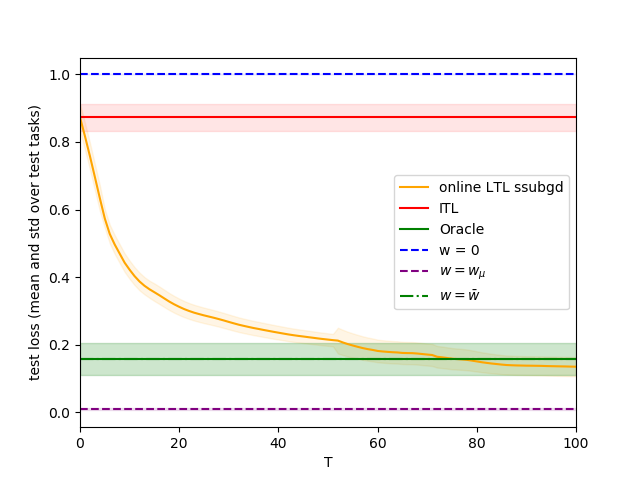 1.0
0.8
0.6
0.4
0.2
0.0
test loss (mean and std over test tasks)
online LTL ssubgd
ITL
Oracle
w = 0
w = wμ
w = w̄
0 20 40 60 80 100
T